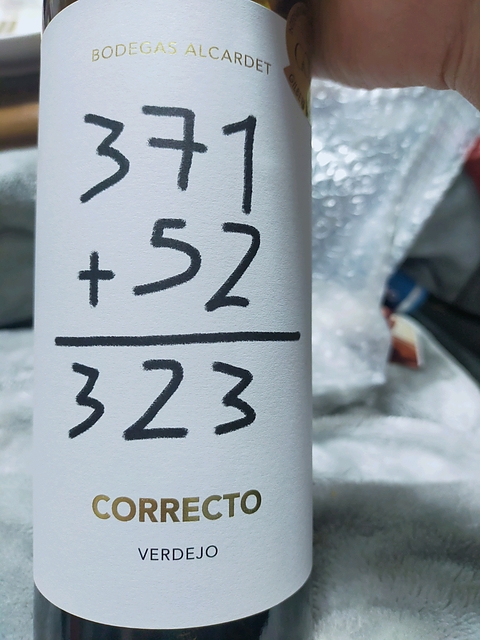 BODEGAS ALCARDET
371
+ 52
323
CORRECTO
VERDEJO